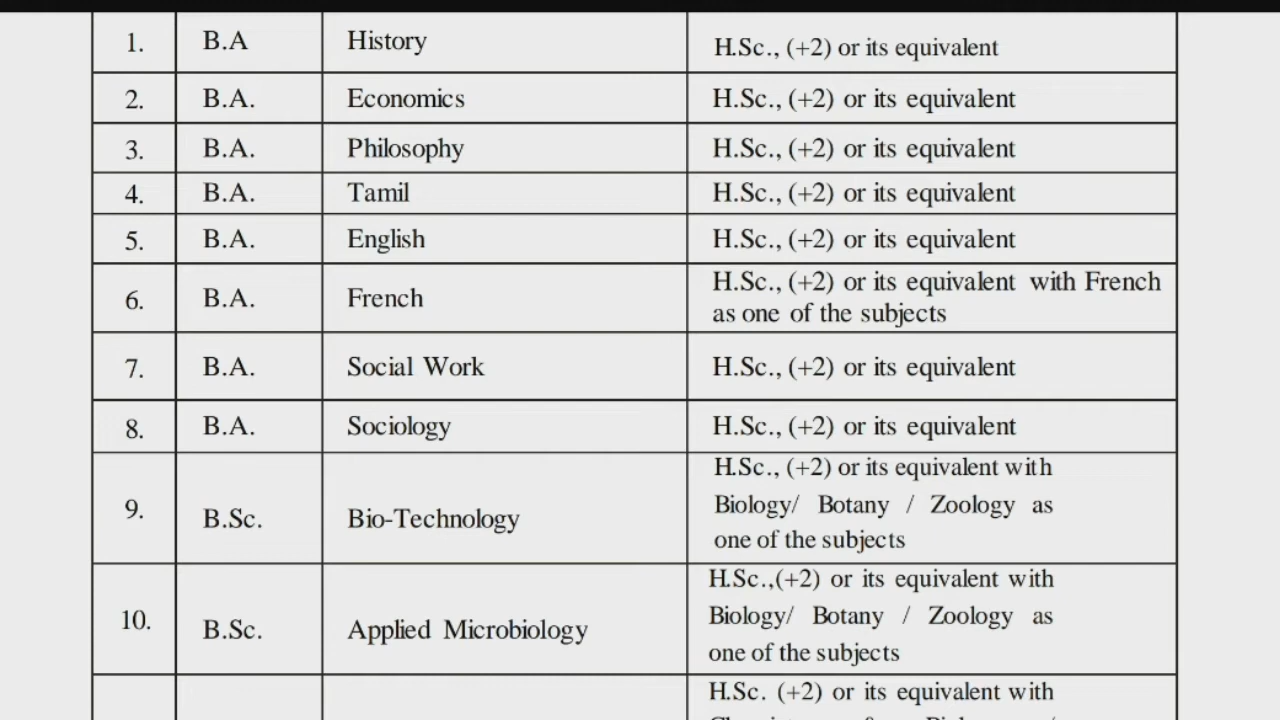 1. B.A History H.Sc., (+2) or its equivalent
2. B.A. Economics H.Sc., (+2) or its equivalent
3. B.A. Philosophy H.Sc., (+2) or its equivalent
4. B.A. Tamil H.Sc., (+2) or its equivalent
5. B.A. English H.Sc., (+2) or its equivalent
6. B.A. French H.Sc., (+2) or its equivalent with French
as one of the subjects
7. B.A. Social Work H.Sc., (+2) or its equivalent
8. B.A. Sociology H.Sc., (+2) or its equivalent
9. B.Sc. Bio-Technology H.Sc., (+2) or its equivalent with
Biology/ Botany / Zoology as
one of the subjects
10. B.Sc. Applied Microbiology H.Sc.,(+2) or its equivalent with
Biology/ Botany / Zoology as
one of the subjects
H.Sc. (+2) or its equivalent with